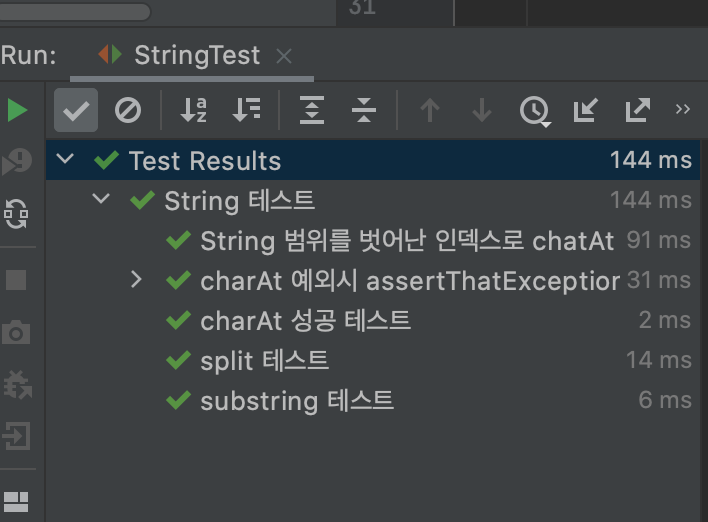 31
Run: StringTest
Test Results 144 ms
String 테스트 144 ms
String 범위를 벗어난 인덱스로 chatAt 91 ms
charAt 예외시 assertThatException 31 ms
charAt 성공 테스트 2 ms
split 테스트 14 ms
substring 테스트 6 ms